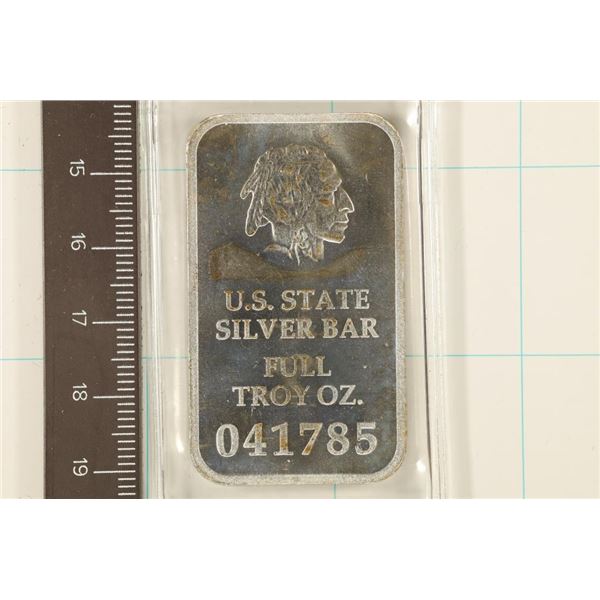 U.S. STATE
SILVER BAR
FULL
TROY OZ.
041785
15
16
17
18
19